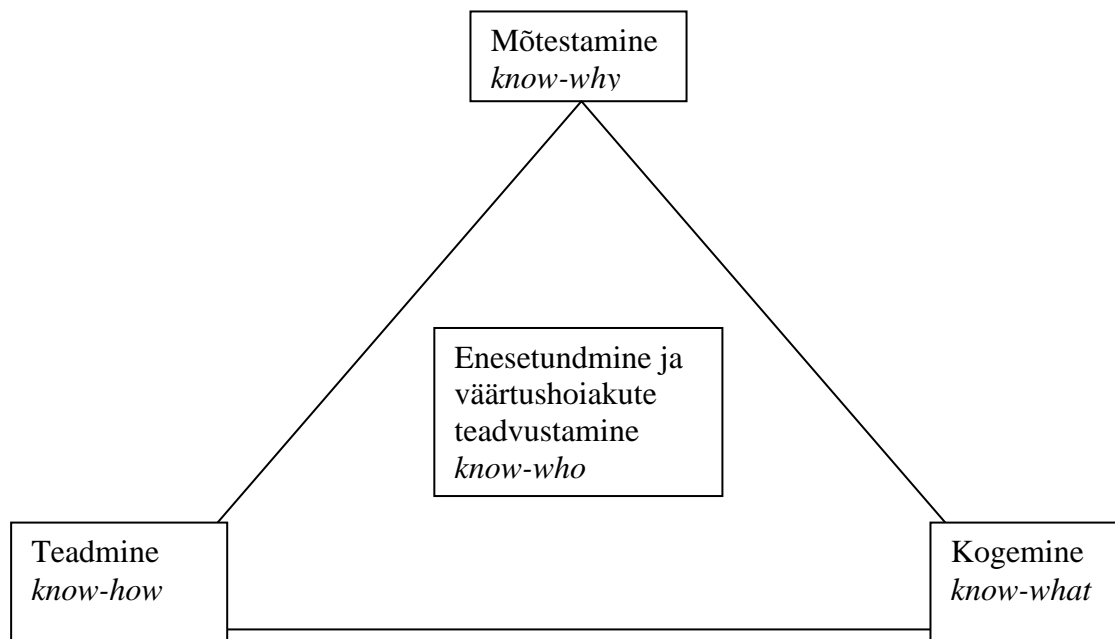 Mõtestamine
know-why
Enesetundmine ja
väärtushoiakute
teadvustamine
know-who
Teadmine
know-how
Kogemine
know-what